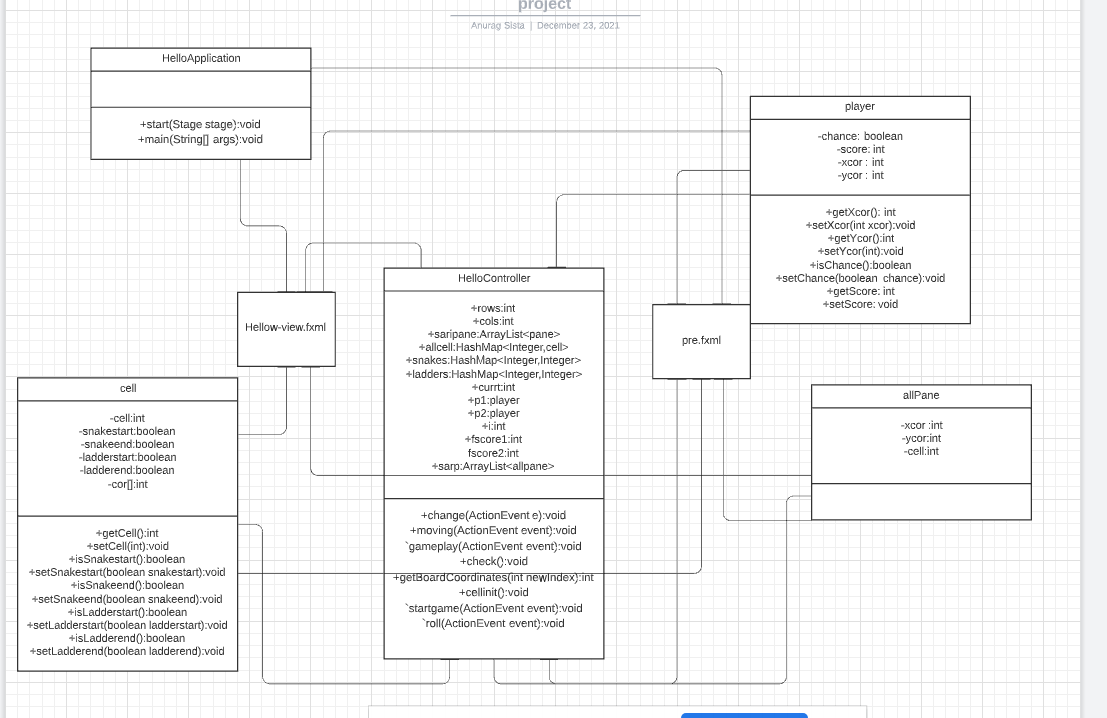 project
Anurag Sista | December 23, 2021
HelloApplication
+start(Stage stage):void
+main(String[] args):void
player
-chance: boolean
-score: int
-xcor : int
-ycor : int
+getXcor(): int
+setXcor(int xcor):void
+getYcor():int
+setYcor(int):void
+isChance():boolean
+setChance(boolean chance):void
+getScore: int
+setScore: void
HelloController
+rows:int
+cols:int
+saripane:ArrayList<pane>
+allcell:HashMap<Integer,cell>
+snakes:HashMap<Integer,Integer>
+ladders:HashMap<Integer,Integer>
+currt:int
+p1:player
+p2:player
+i:int
+fscore1:int
fscore2:int
+sarp:ArrayList<allpane>
+change(ActionEvent e):void
+moving(ActionEvent event):void
`gameplay(ActionEvent event):void
+check():void
+getBoardCoordinates(int newIndex):int
+cellinit():void
`startgame(ActionEvent event):void
`roll(ActionEvent event):void
Hellow-view.fxml
pre.fxml
cell
-cell:int
-snakestart:boolean
-snakeend:boolean
-ladderstart:boolean
-ladderend:boolean
-cor[]:int
+getCell():int
+setCell(int):void
+isSnakestart():boolean
+setSnakestart(boolean snakestart):void
+isSnakeend():boolean
+setSnakeend(boolean snakeend):void
+isLadderstart():boolean
+setLadderstart(boolean ladderstart):void
+isLadderend():boolean
+setLadderend(boolean ladderend):void
allPane
-xcor :int
-ycor:int
-cell:int